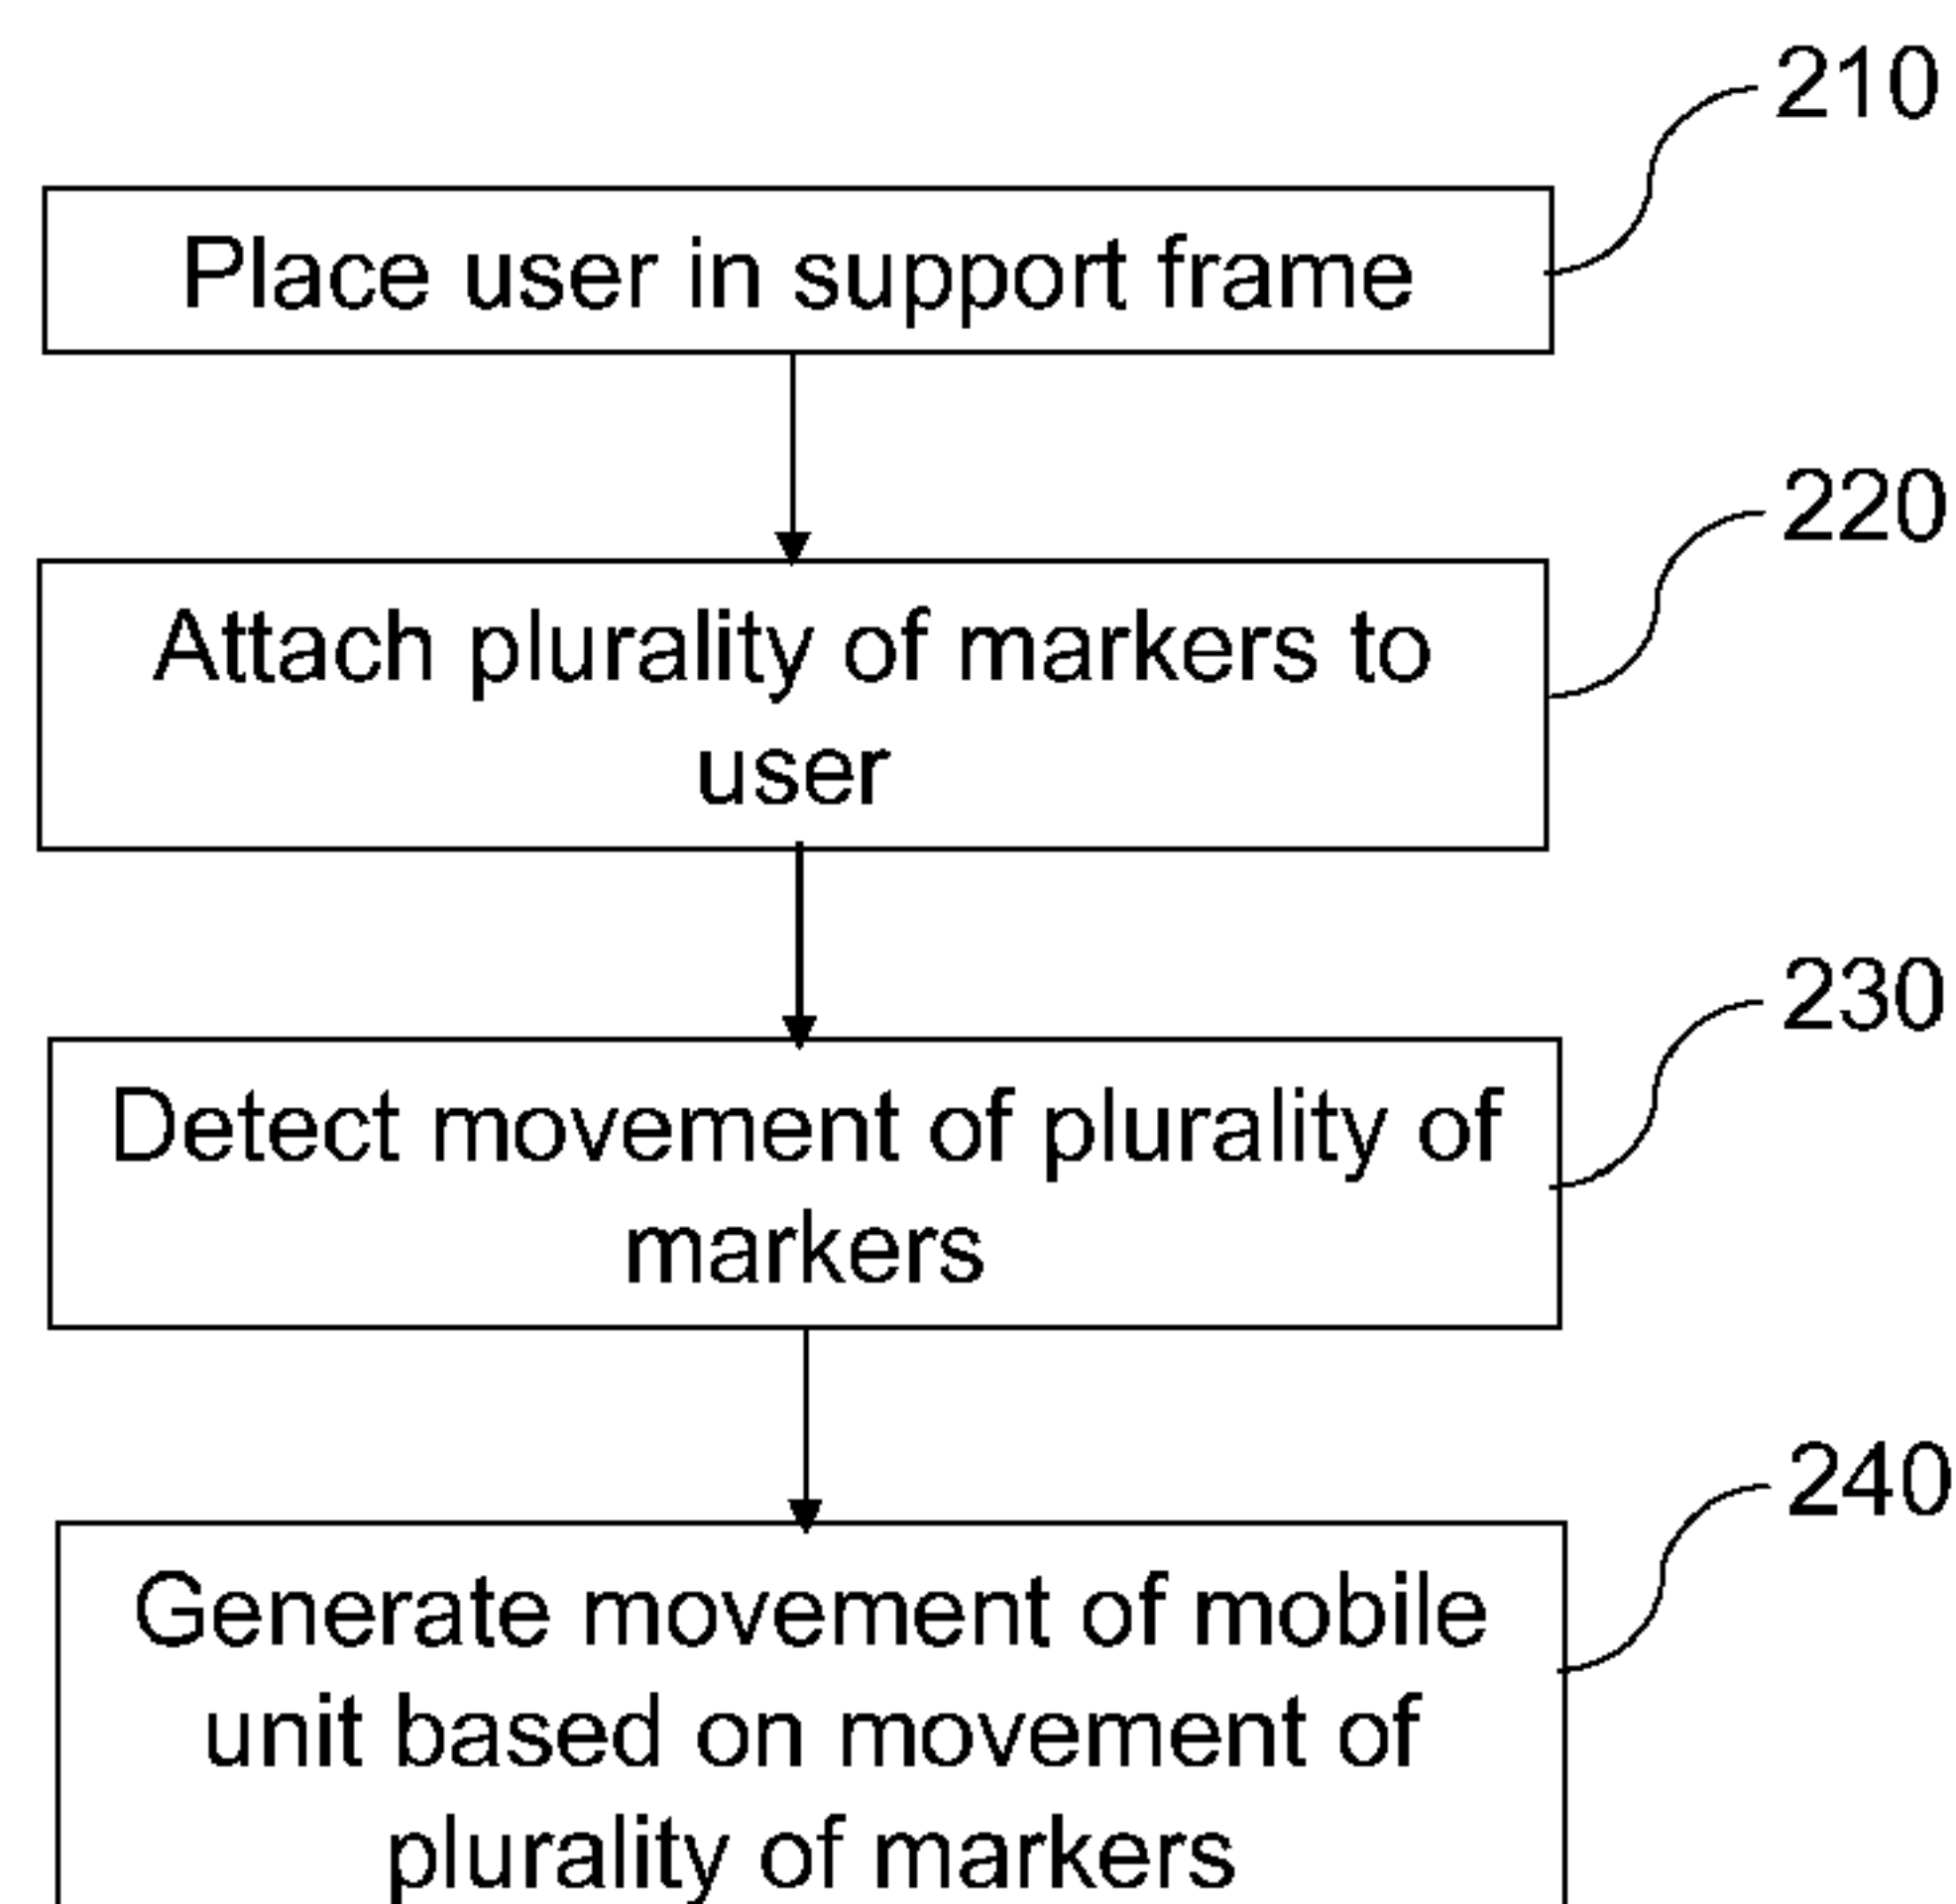 210
Place user in support frame
220
Attach plurality of markers to
user
230
Detect movement of plurality of
markers
240
Generate movement of mobile
unit based on movement of
plurality of markers